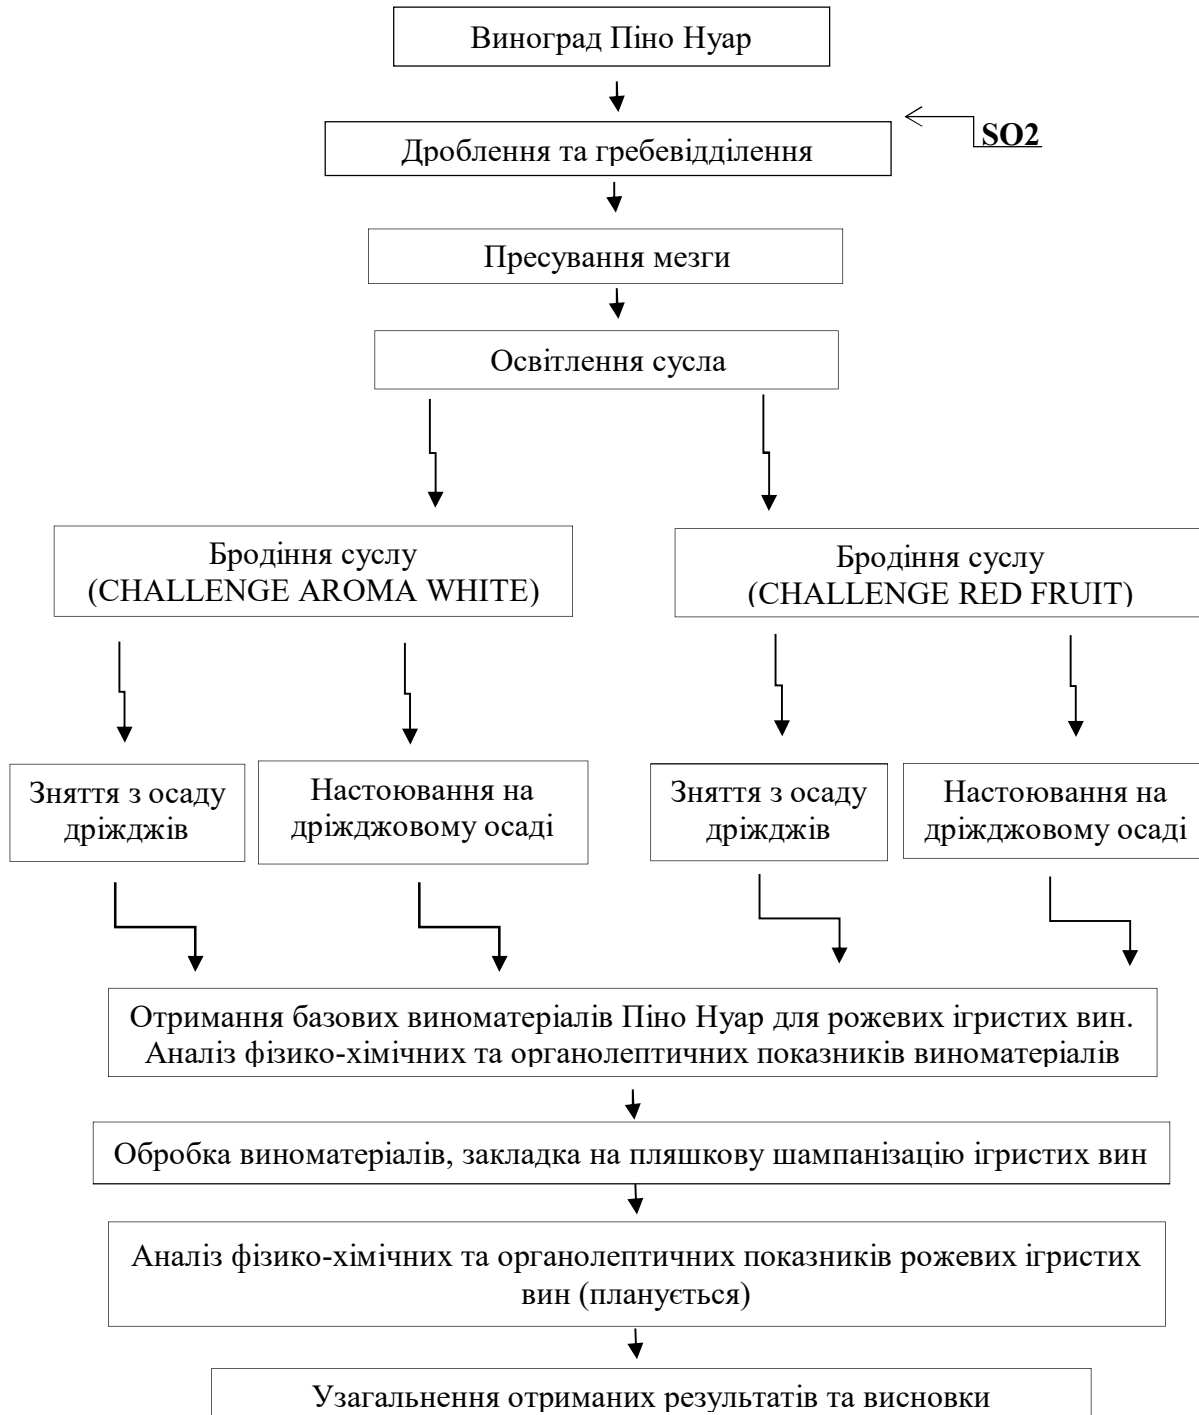 Виноград Піно Нуар
SO2
Дроблення та гребевідділення
Пресування мезги
Освітлення сусла
Бродіння суслу
(CHALLENGE AROMA WHITE)
Бродіння суслу
(CHALLENGE RED FRUIT)
Зняття з осаду
дріжджів
Настоювання на
дріжджовому осаді
Зняття з осаду
дріжджів
Настоювання на
дріжджовому осаді
Отримання базових виноматеріалів Піно Нуар для рожевих ігристих вин.
Аналіз фізико-хімічних та органолептичних показників виноматеріалів
Обробка виноматеріалів, закладка на пляшкову шампанізацію ігристих вин
Аналіз фізико-хімічних та органолептичних показників рожевих ігристих
вин (планується)
Узагальнення отриманих результатів та висновки